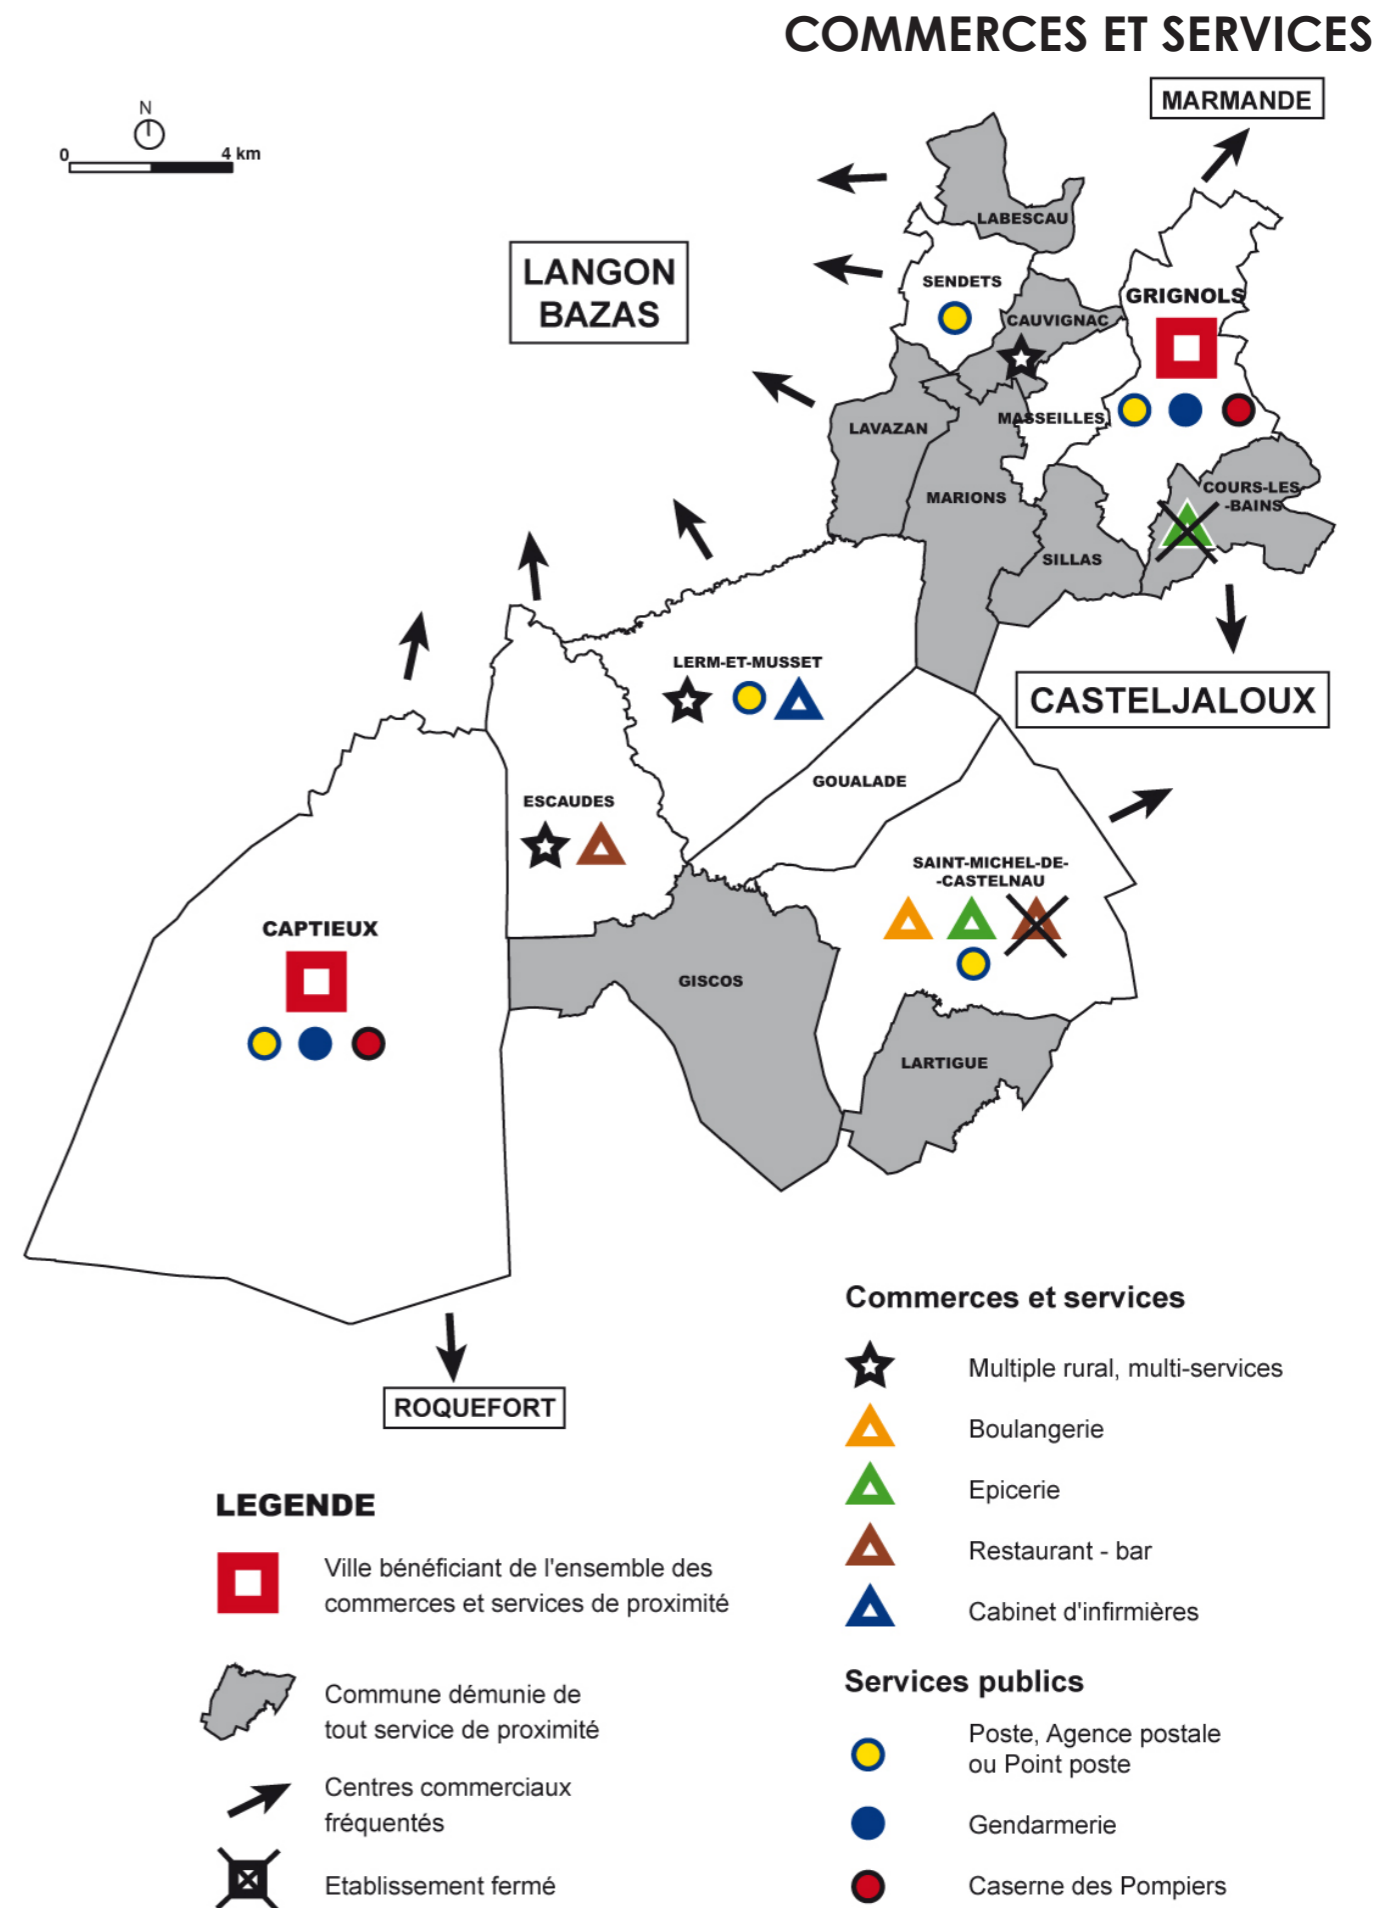 COMMERCES ET SERVICES
MARMANDE
N
0
4 km
LABESCAU
LANGON
BAZAS
SENDETS
GRIGNOLS
CAUVIGNAC
MASSEILLES
LAVAZAN
MARIONS
COURS-LES-
-BAINS
SILLAS
LERM-ET-MUSSET
CASTELJALOUX
GOUALADE
ESCAUDES
SAINT-MICHEL-DE-
-CASTELNAU
CAPTIEUX
GISCOS
LARTIGUE
ROQUEFORT
LEGENDE
Ville bénéficiant de l'ensemble des
commerces et services de proximité
Commune démunie de
tout service de proximité
Centres commerciaux
fréquentés
Etablissement fermé
Commerces et services
Multiple rural, multi-services
Boulangerie
Epicerie
Restaurant - bar
Cabinet d'infirmières
Services publics
Poste, Agence postale
ou Point poste
Gendarmerie
Caserne des Pompiers